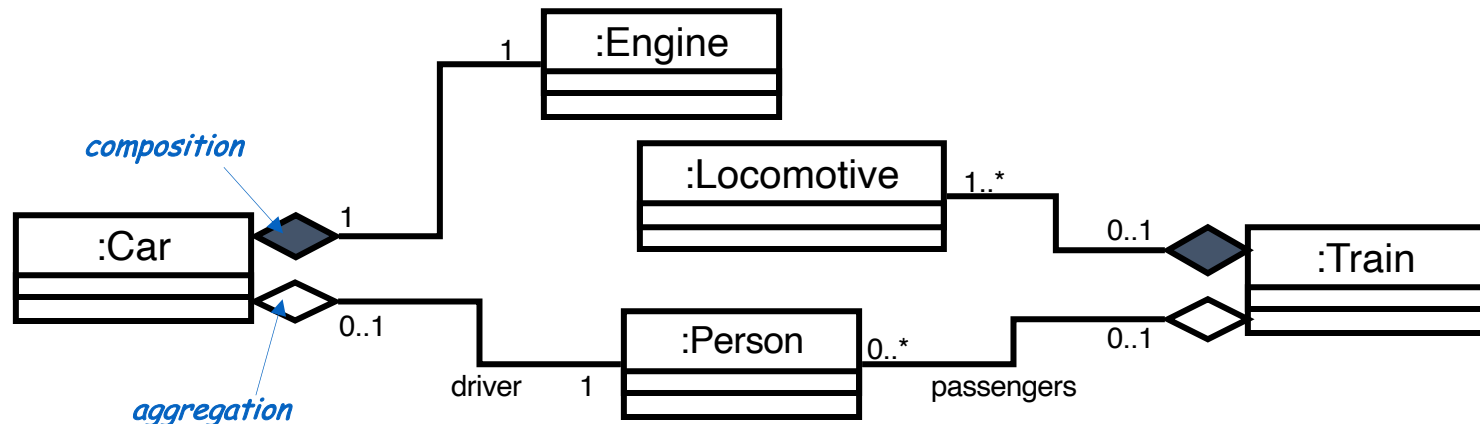 :Engine
1
composition
:Locomotive
1..*
1
0..1
:Car
:Train
0..1
:Person
0..*
0..1
driver
1
passengers
aggregation